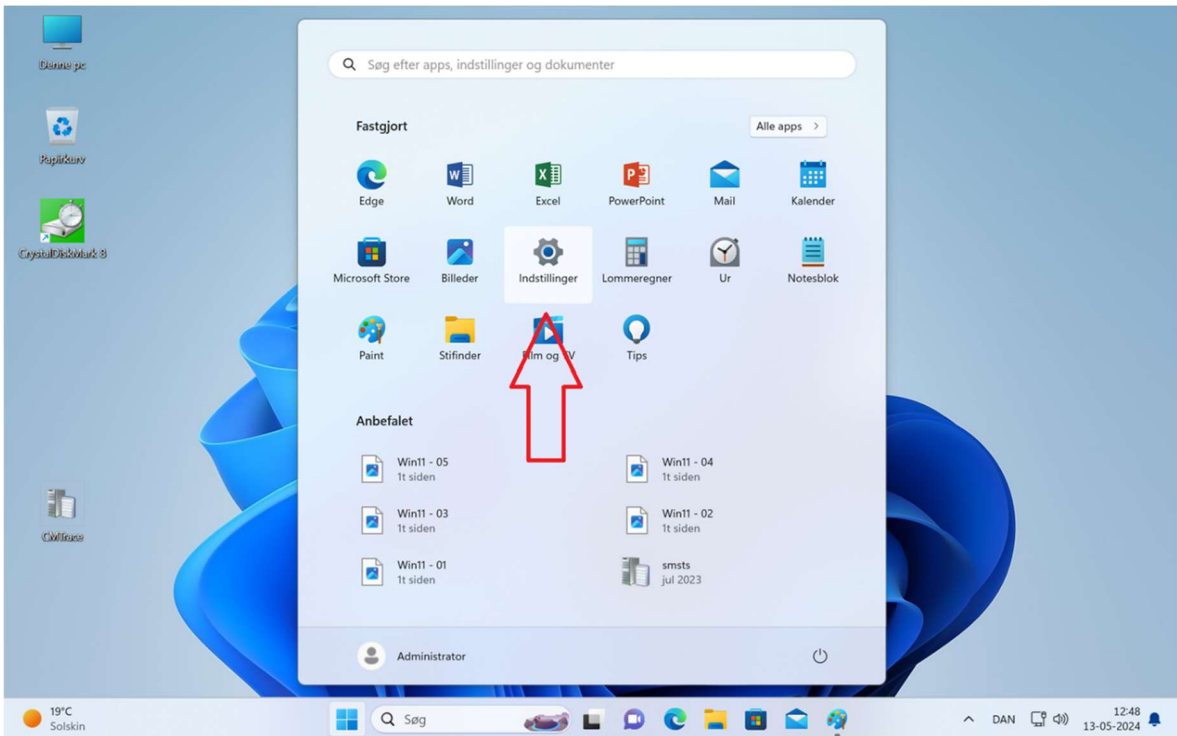 Denne pc
Papirkurv
CrystalDiskMark 8
CMTrace
Søg efter apps, indstillinger og dokumenter
Fastgjort
Alle apps
Edge
Word
Excel
PowerPoint
Mail
Kalender
Microsoft Store
Billeder
Indstillinger
Lommeregner
Ur
Notesblok
Paint
Stifinder
Film og TV
Tips
Anbefalet
Win11 - 05
1t siden
Win11 - 04
1t siden
Win11 - 03
1t siden
Win11 - 02
1t siden
Win11 - 01
1t siden
smsts
jul 2023
Administrator
19°C
Solskin
Søg
DAN
12:48
13-05-2024